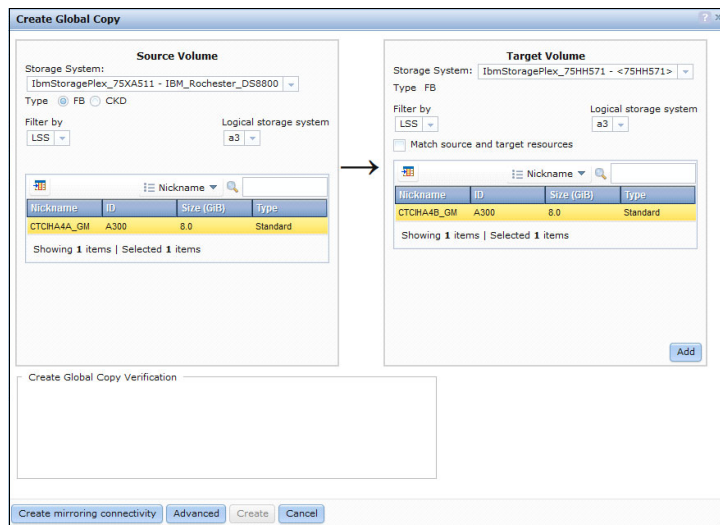 Create Global Copy
Source Volume
Storage System:
IbmStoragePlex_75XA511 - IBM_Rochester_DS8800
Type FB CKD
Filter by Logical storage system
LSS a3
Nickname
Nickname ID Size (GiB) Type
CTCIHA4A_GM A300 8.0 Standard
Showing 1 items | Selected 1 items
Target Volume
Storage System: IbmStoragePlex_75HH571 - <75HH571>
Type FB
Filter by Logical storage system
LSS a3
Match source and target resources
Nickname
Nickname ID Size (GiB) Type
CTCIHA4B_GM A300 8.0 Standard
Showing 1 items | Selected 1 items
Add
Create Global Copy Verification
Create mirroring connectivity Advanced Create Cancel